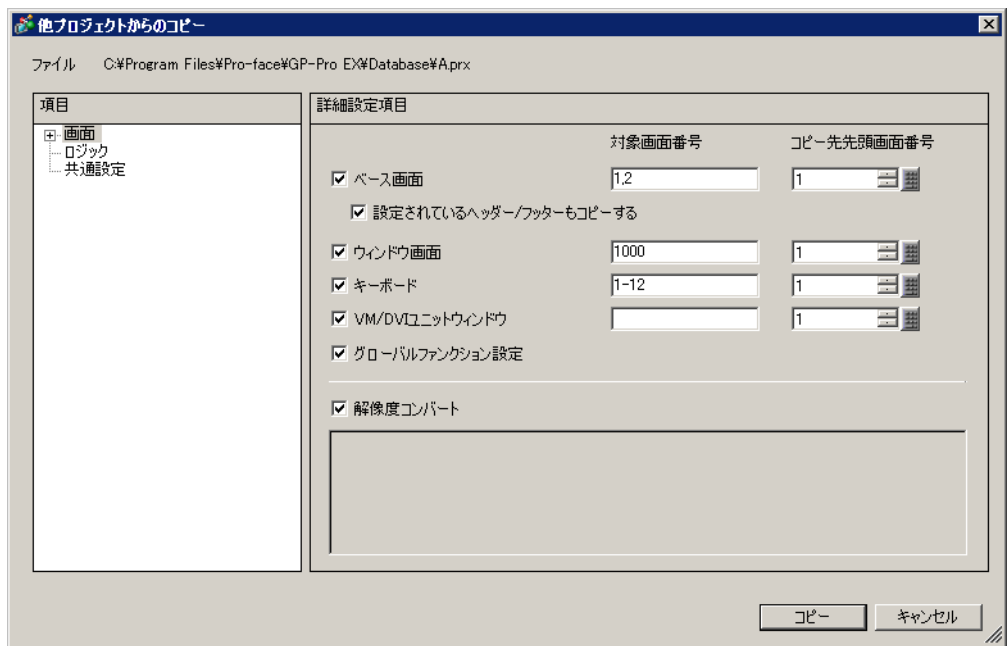 他プロジェクトからのコピー
ファイル C:¥Program Files¥Pro-face¥GP-Pro EX¥Database¥A.prx
項目
画面
ロジック
共通設定
詳細設定項目
対象画面番号 コピー先先頭画面番号
ベース画面 1,2 1
設定されているヘッダー/フッターもコピーする
ウィンドウ画面 1000 1
キーボード 1-12 1
VM/DVIユニットウィンドウ 1
グローバルファンクション設定
解像度コンバート
コピー キャンセル